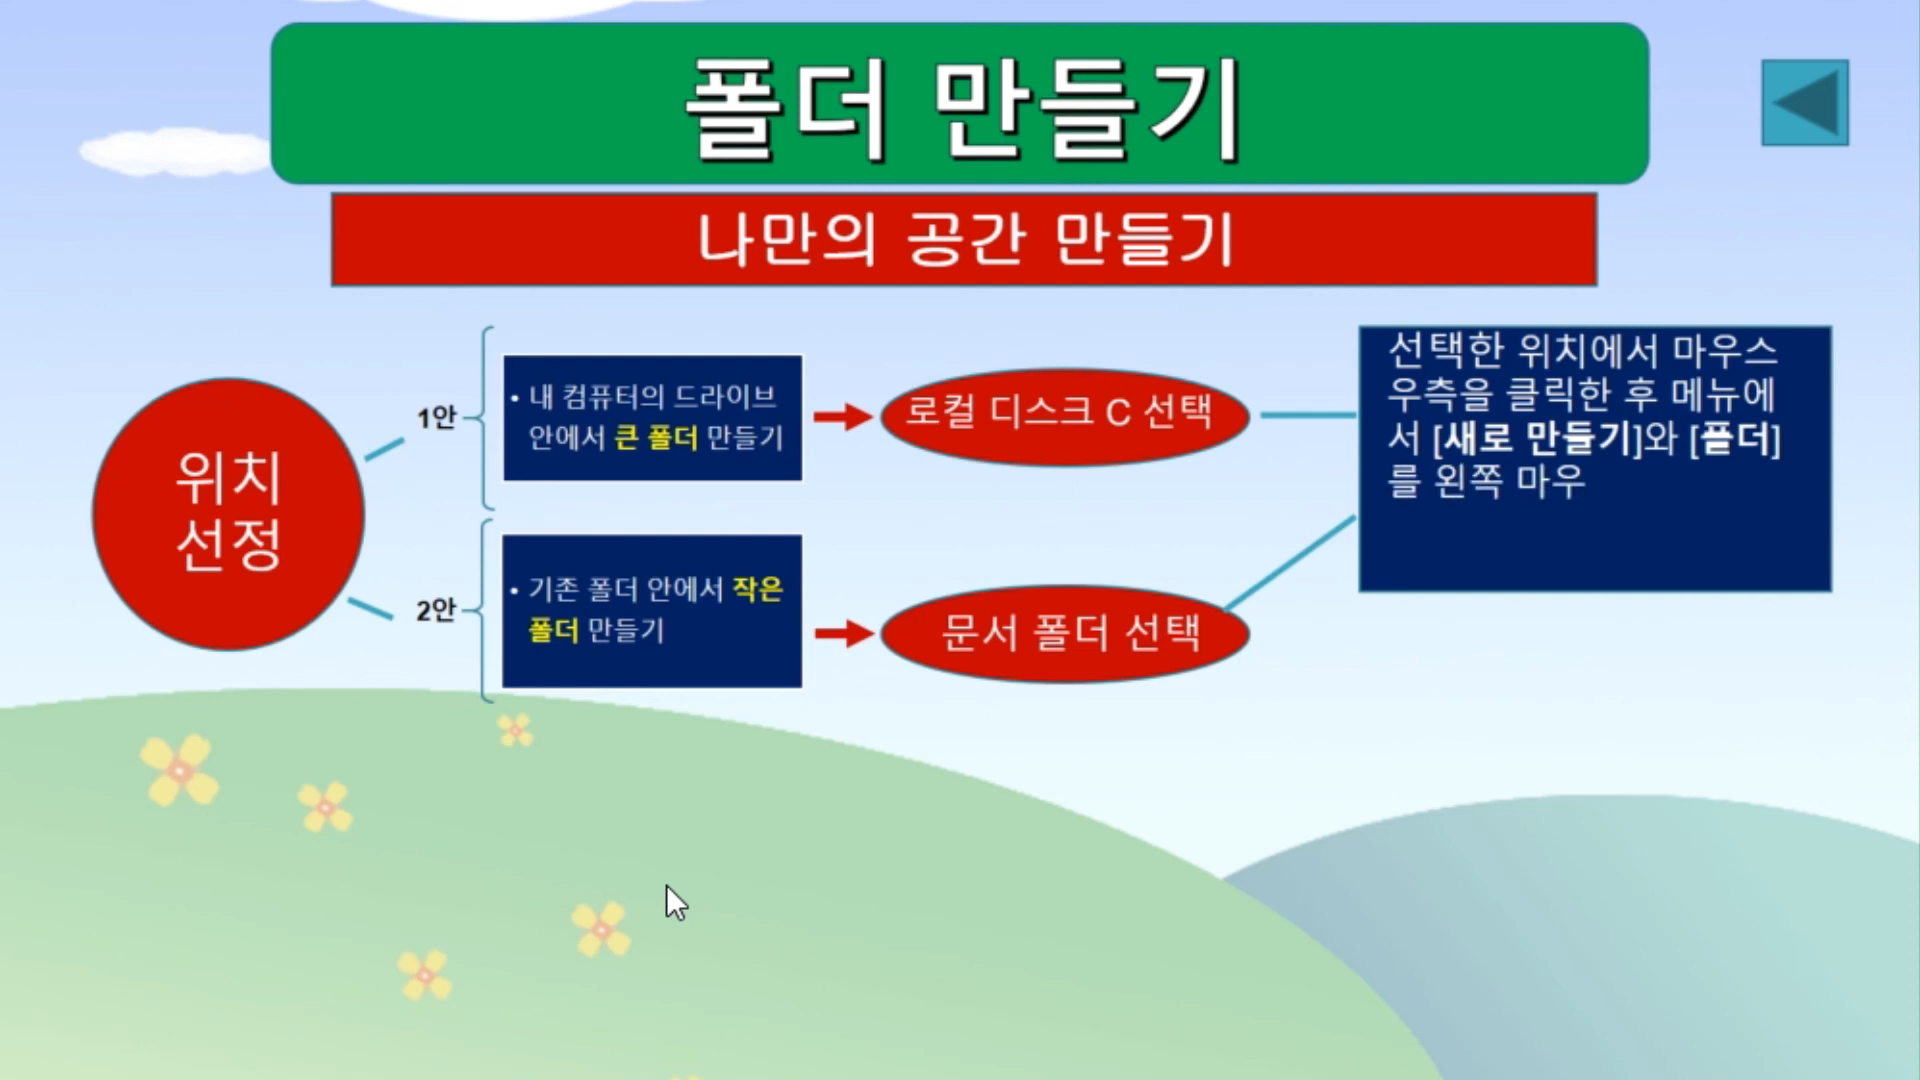 폴더 만들기
나만의 공간 만들기
위치
선정
1안
• 내 컴퓨터의 드라이브
안에서 큰 폴더 만들기
로컬 디스크 C 선택
2안
• 기존 폴더 안에서 작은
폴더 만들기
문서 폴더 선택
선택한 위치에서 마우스
우측을 클릭한 후 메뉴에
서 [새로 만들기]와 [폴더]
를 왼쪽 마우